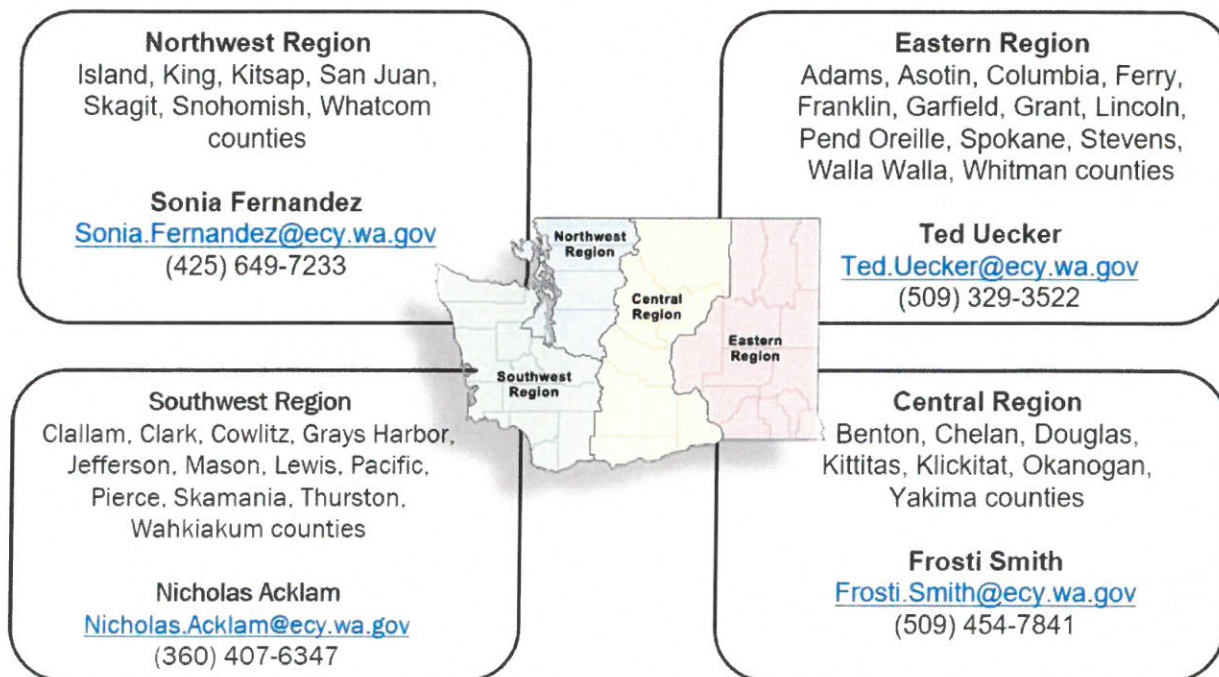 Northwest Region
Island, King, Kitsap, San Juan,
Skagit, Snohomish, Whatcom
counties
Sonia Fernandez
Sonia.Fernandez@ecy.wa.gov
(425) 649-7233
Eastern Region
Adams, Asotin, Columbia, Ferry,
Franklin, Garfield, Grant, Lincoln,
Pend Oreille, Spokane, Stevens,
Walla Walla, Whitman counties
Ted Uecker
Ted.Uecker@ecy.wa.gov
(509) 329-3522
Northwest
Region
Central
Region
Eastern
Region
Southwest
Region
Southwest Region
Clallam, Clark, Cowlitz, Grays Harbor,
Jefferson, Mason, Lewis, Pacific,
Pierce, Skamania, Thurston,
Wahkiakum counties
Nicholas Acklam
Nicholas.Acklam@ecy.wa.gov
(360) 407-6347
Central Region
Benton, Chelan, Douglas,
Kittitas, Klickitat, Okanogan,
Yakima counties
Frosti Smith
Frosti.Smith@ecy.wa.gov
(509) 454-7841